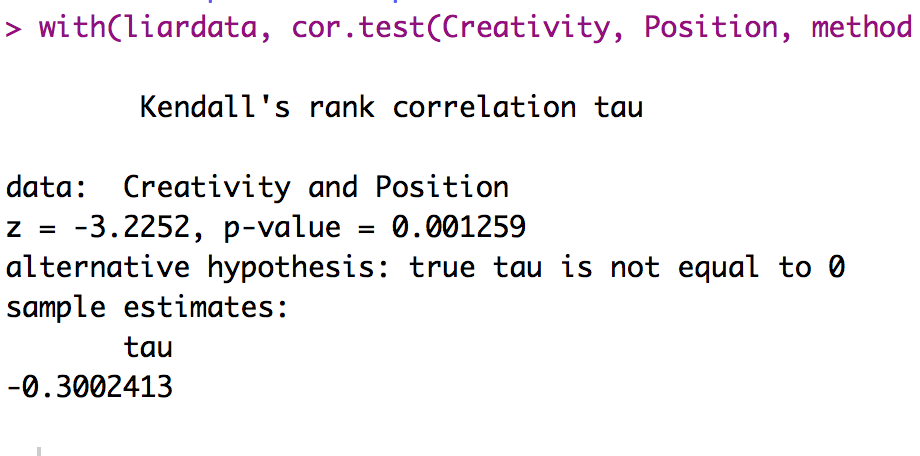 > with(liardata, cor.test(Creativity, Position, method
Kendall's rank correlation tau
data:  Creativity and Position
z = -3.2252, p-value = 0.001259
alternative hypothesis: true tau is not equal to 0
sample estimates:
tau
-0.3002413